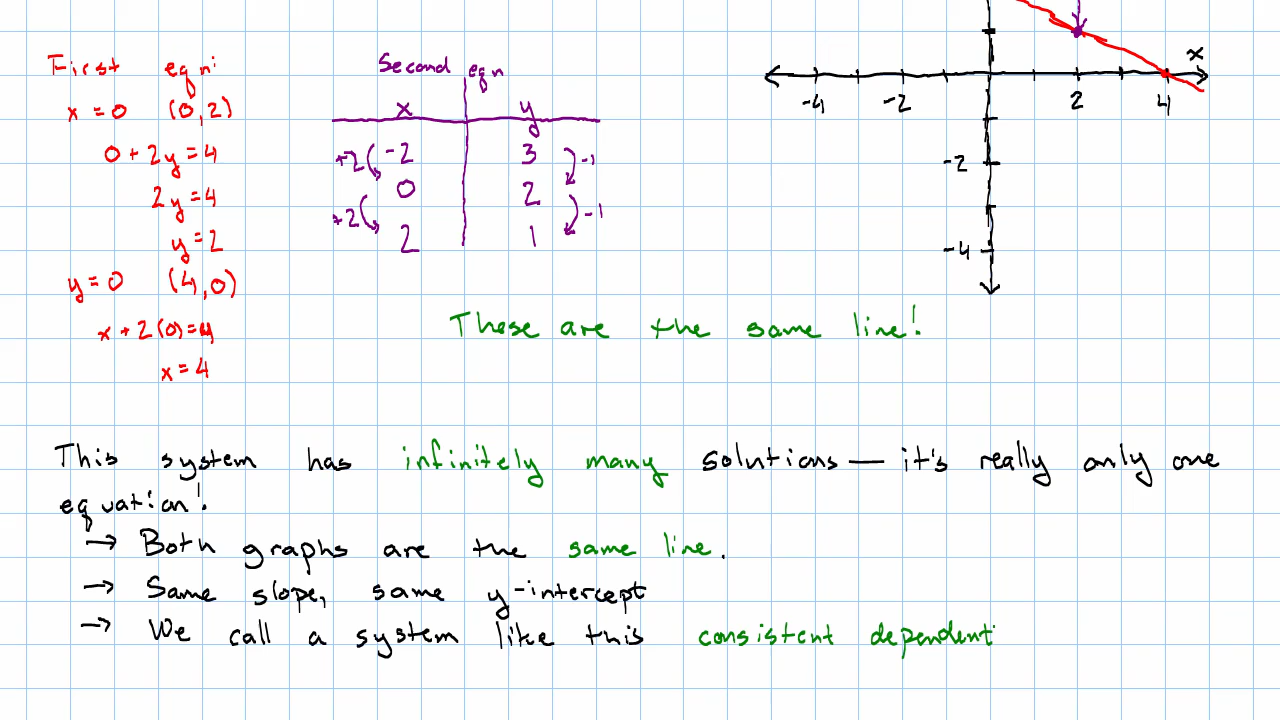 First eqn:
x = 0 (0,2)
0 + 2y = 4
2y = 4
y = 2
y = 0 (4,0)
x + 2(0) = 4
x = 4
Second eqn
x y
+2 -2 3 -1
0 2
+2 2 1 -1
x
-4 -2 2 4
-2
-4
These are the same line!
This system has infinitely many solutions — it's really only one
equation!
→ Both graphs are the same line.
→ Same slope, same y-intercept
→ We call a system like this consistent dependent